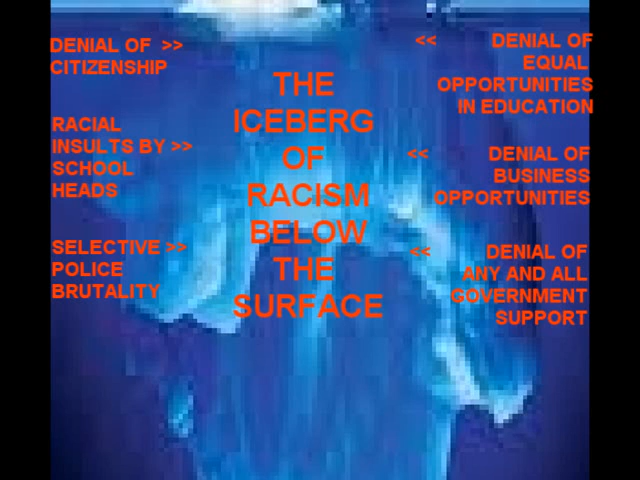 DENIAL OF >>
CITIZENSHIP
RACIAL
INSULTS BY >>
SCHOOL
HEADS
SELECTIVE >>
POLICE
BRUTALITY
THE
ICEBERG
OF
RACISM
BELOW
THE
SURFACE
<< DENIAL OF
EQUAL
OPPORTUNITIES
IN EDUCATION
<< DENIAL OF
BUSINESS
OPPORTUNITIES
<< DENIAL OF
ANY AND ALL
GOVERNMENT
SUPPORT